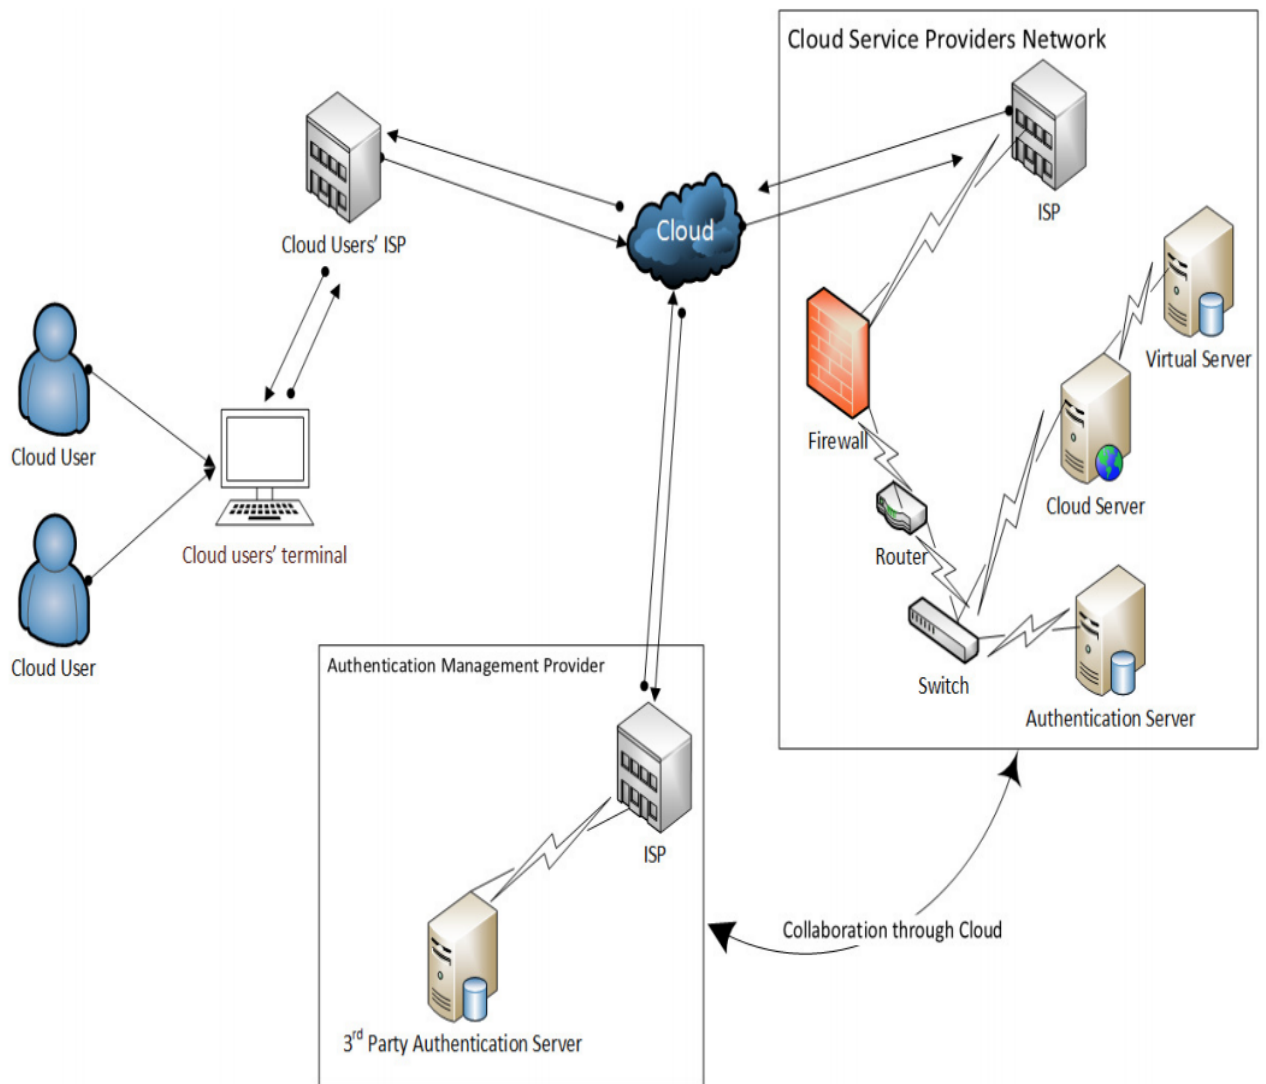 Cloud Service Providers Network
ISP
Cloud Users' ISP
Cloud
Virtual Server
Firewall
Cloud User
Cloud Server
Cloud users' terminal
Router
Cloud User
Switch
Authentication Server
Authentication Management Provider
ISP
Collaboration through Cloud
3rd Party Authentication Server